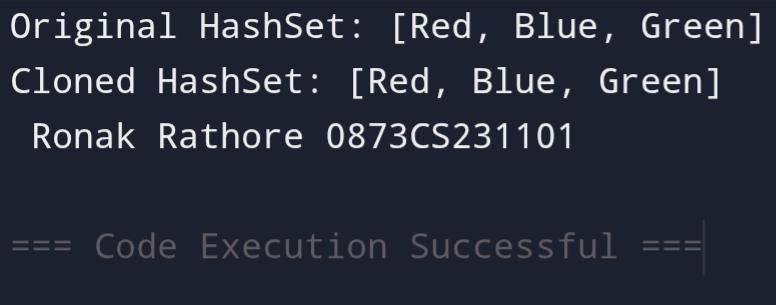 Original HashSet: [Red, Blue, Green]
Cloned HashSet: [Red, Blue, Green]
Ronak Rathore 0873CS231101
=== Code Execution Successful ===